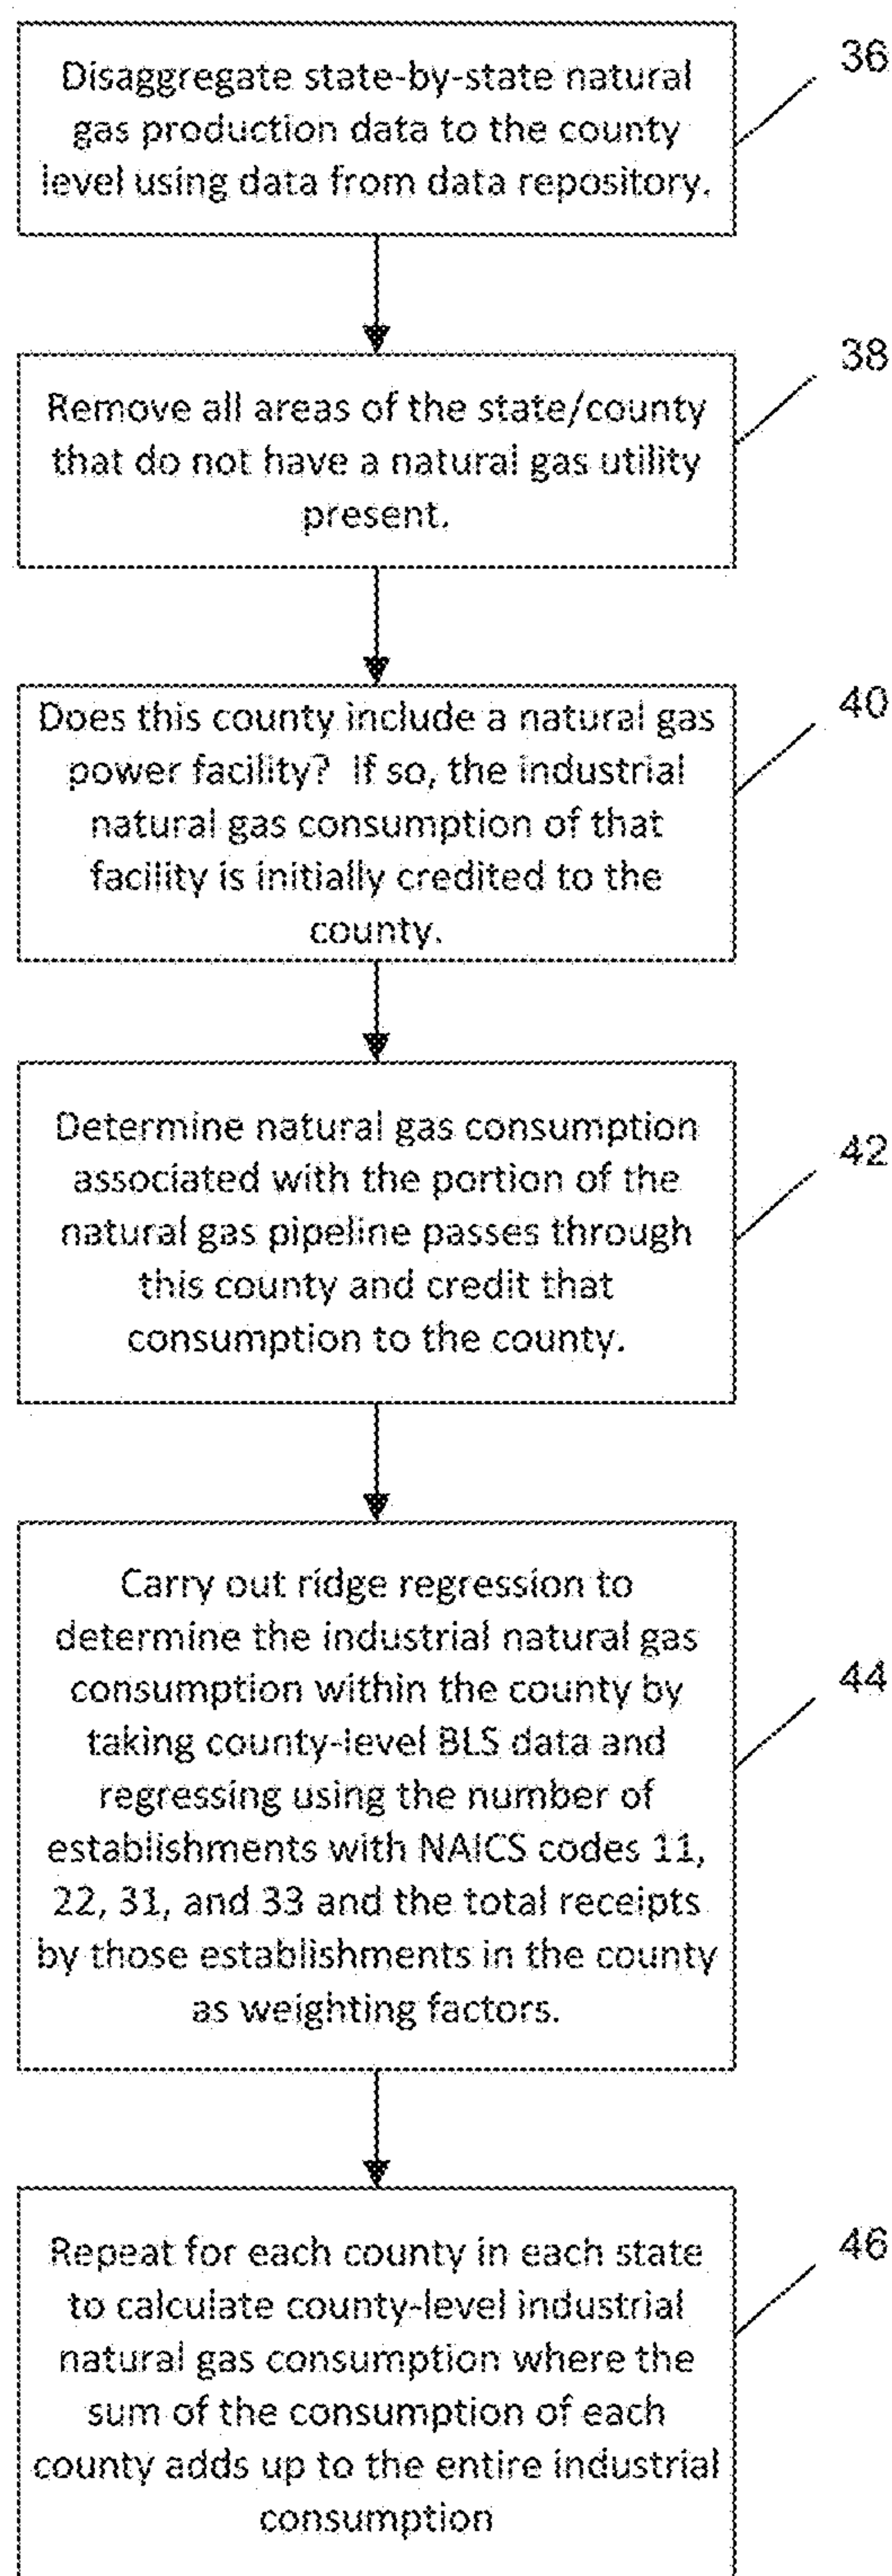 Disaggregate state-by-state natural
gas production data to the county
level using data from data repository.
36
Remove all areas of the state/county
that do not have a natural gas utility
present.
38
Does this county include a natural gas
power facility? If so, the industrial
natural gas consumption of that
facility is initially credited to the
county.
40
Determine natural gas consumption
associated with the portion of the
natural gas pipeline passes through
this county and credit that
consumption to the county.
42
Carry out ridge regression to
determine the industrial natural gas
consumption within the county by
taking county-level BLS data and
regressing using the number of
establishments with NAICS codes 11,
22, 31, and 33 and the total receipts
by those establishments in the county
as weighting factors.
44
Repeat for each county in each state
to calculate county-level industrial
natural gas consumption where the
sum of the consumption of each
county adds up to the entire industrial
consumption
46